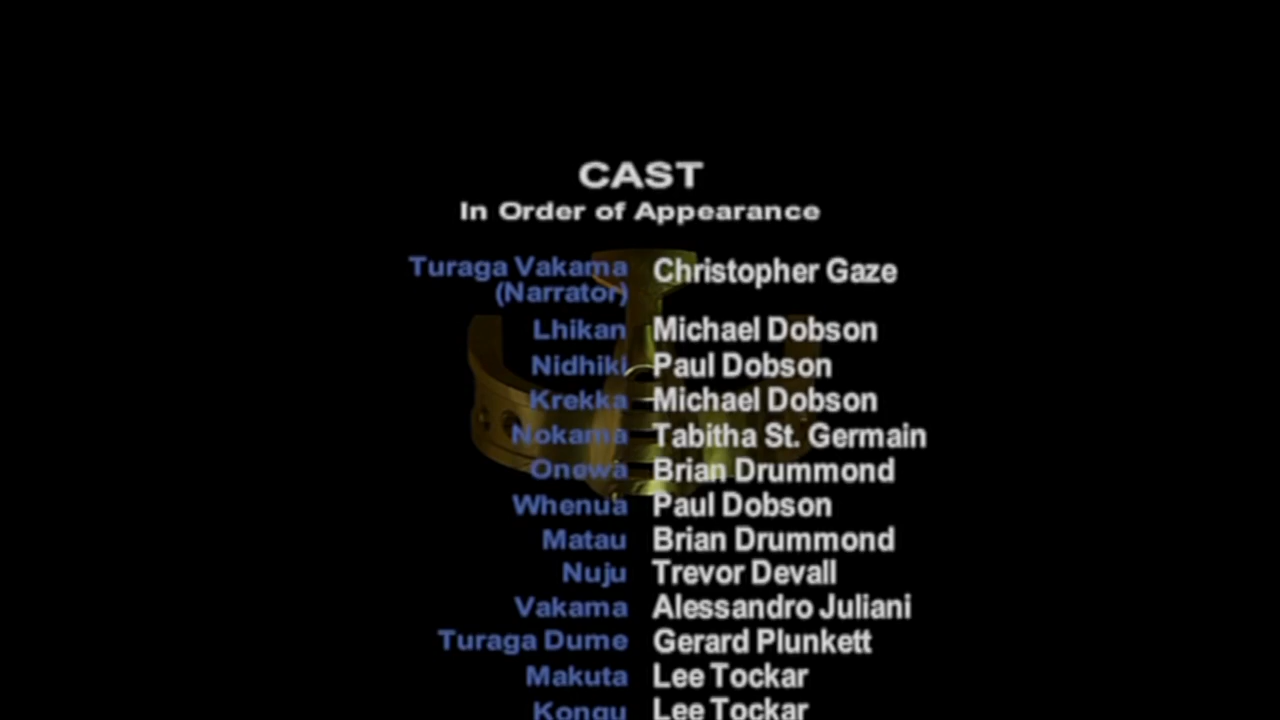 CAST
In Order of Appearance
Turaga Vakama Christopher Gaze
(Narrator)
Lhikan Michael Dobson
Nidhiki Paul Dobson
Krekka Michael Dobson
Nokama Tabitha St. Germain
Onewa Brian Drummond
Whenua Paul Dobson
Matau Brian Drummond
Nuju Trevor Devall
Vakama Alessandro Juliani
Turaga Dume Gerard Plunkett
Makuta Lee Tockar
Kongu Lee Tockar